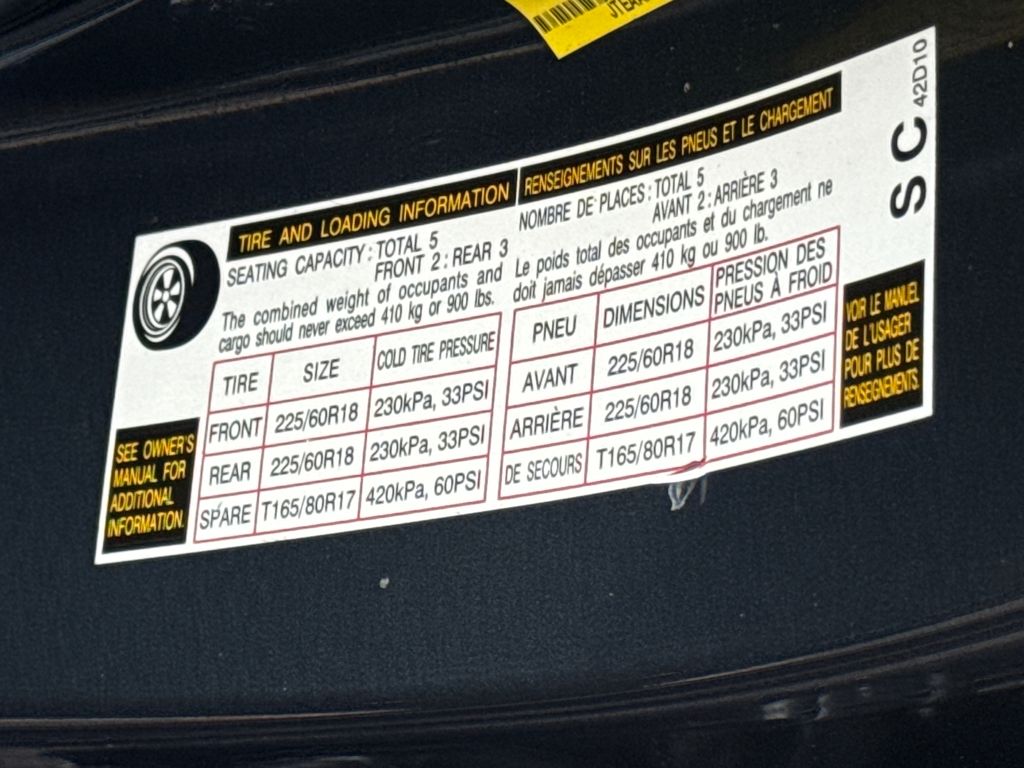 TIRE AND LOADING INFORMATION
SEATING CAPACITY : TOTAL 5
FRONT 2 : REAR 3
The combined weight of occupants and
cargo should never exceed 410 kg or 900 lbs.
TIRE SIZE COLD TIRE PRESSURE
FRONT 225/60R18 230kPa, 33PSI
REAR 225/60R18 230kPa, 33PSI
SPARE T165/80R17 420kPa, 60PSI
SEE OWNER'S
MANUAL FOR
ADDITIONAL
INFORMATION.
RENSEIGNEMENTS SUR LES PNEUS ET LE CHARGEMENT
NOMBRE DE PLACES : TOTAL 5
AVANT 2 : ARRIÈRE 3
Le poids total des occupants et du chargement ne
doit jamais dépasser 410 kg ou 900 lb.
PNEU DIMENSIONS PRESSION DES
PNEUS À FROID
AVANT 225/60R18 230kPa, 33PSI
ARRIÈRE 225/60R18 230kPa, 33PSI
DE SECOURS T165/80R17 420kPa, 60PSI
VOIR LE MANUEL
DE L'USAGER
POUR PLUS DE
RENSEIGNEMENTS.
S C 42D10